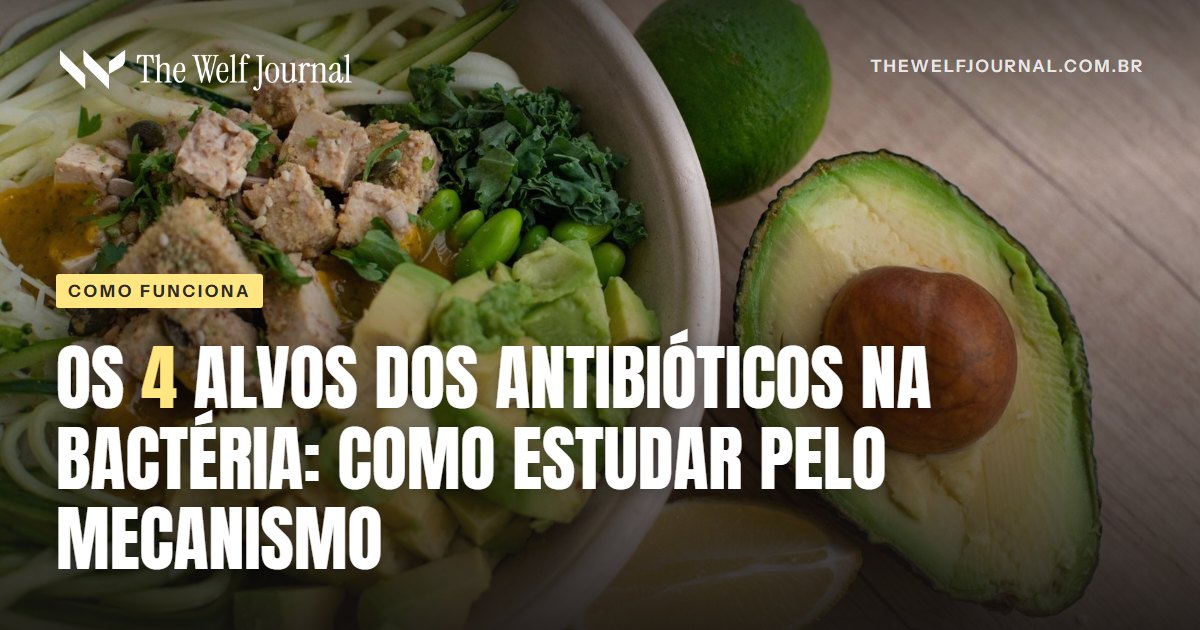 The Welf Journal
THEWELFJOURNAL.COM.BR
COMO FUNCIONA
OS 4 ALVOS DOS ANTIBIÓTICOS NA
BACTÉRIA: COMO ESTUDAR PELO
MECANISMO